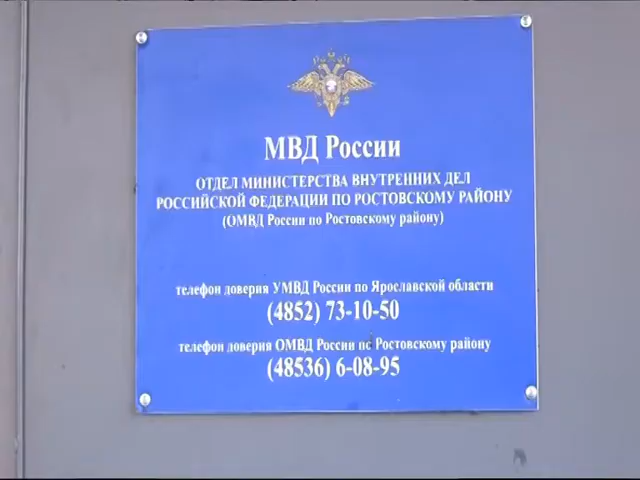 МВД России
ОТДЕЛ МИНИСТЕРСТВА ВНУТРЕННИХ ДЕЛ
РОССИЙСКОЙ ФЕДЕРАЦИИ ПО РОСТОВСКОМУ РАЙОНУ
(ОМВД России по Ростовскому району)
телефон доверия УМВД России по Ярославской области
(4852) 73-10-50
телефон доверия ОМВД России по Ростовскому району
(48536) 6-08-95